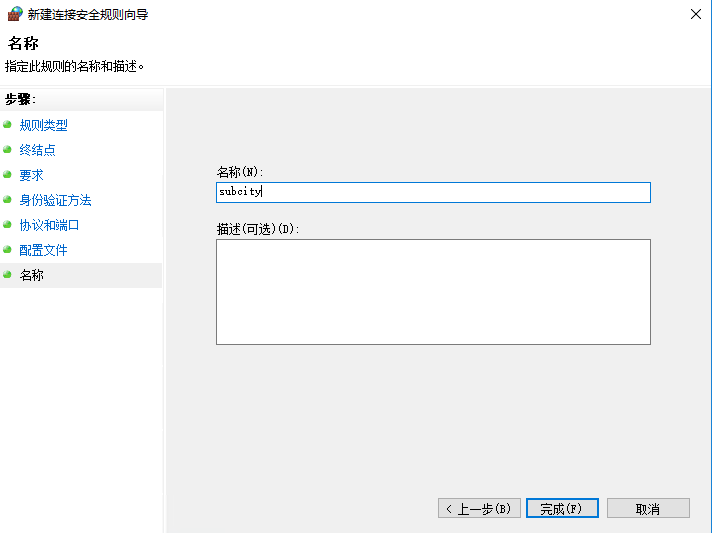 新建连接安全规则向导
名称
指定此规则的名称和描述。
步骤:
规则类型
终结点
要求
身份验证方法
协议和端口
配置文件
名称
名称(N):
subcity
描述(可选)(D):
< 上一步(B)
完成(F)
取消